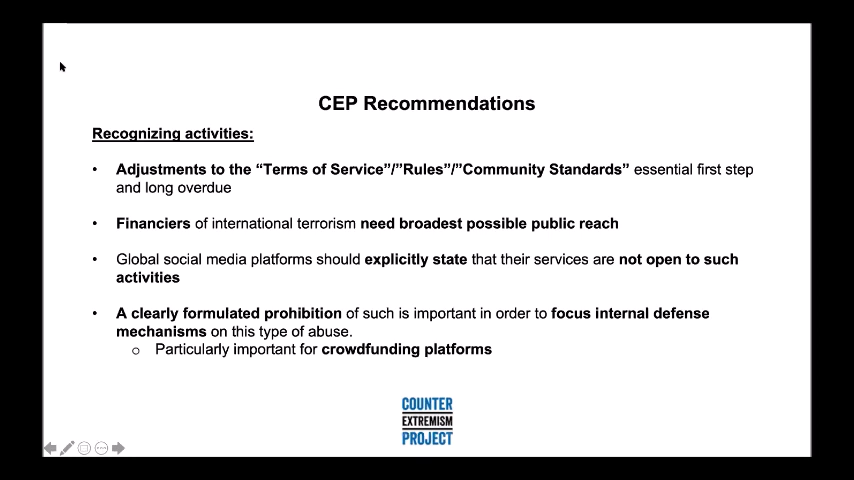 CEP Recommendations
Recognizing activities:
• Adjustments to the “Terms of Service”/”Rules”/”Community Standards” essential first step
and long overdue
• Financiers of international terrorism need broadest possible public reach
• Global social media platforms should explicitly state that their services are not open to such
activities
• A clearly formulated prohibition of such is important in order to focus internal defense
mechanisms on this type of abuse.
o Particularly important for crowdfunding platforms
COUNTER
EXTREMISM
PROJECT